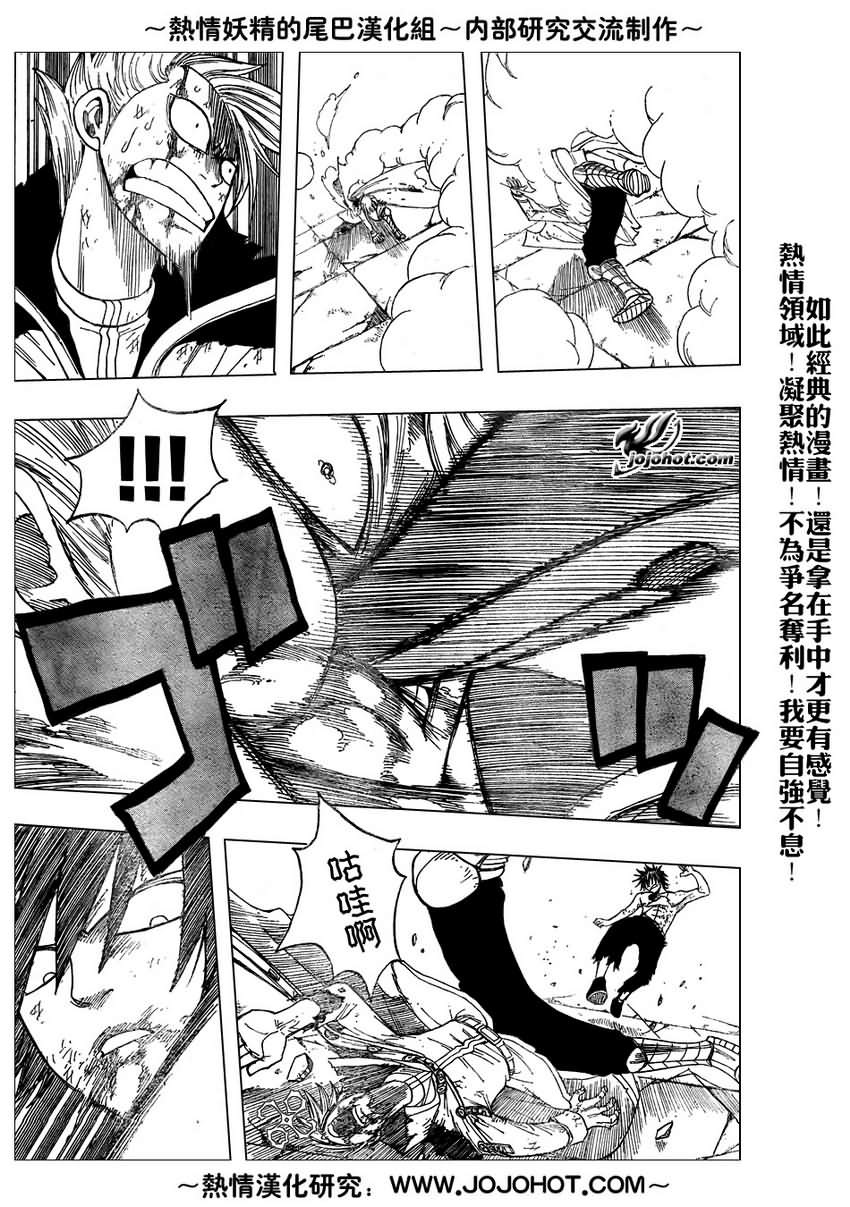 ～熱情妖精的尾巴漢化組～内部研究交流制作～
如此經典的漫畫！還是拿在手中才更有感覺！
熱情領域！凝聚熱情！不為爭名奪利！我要自強不息！
jojohot.com
!!!
ゴ
ゴ
咕哇啊
～熱情漢化研究：WWW.JOJOHOT.COM～